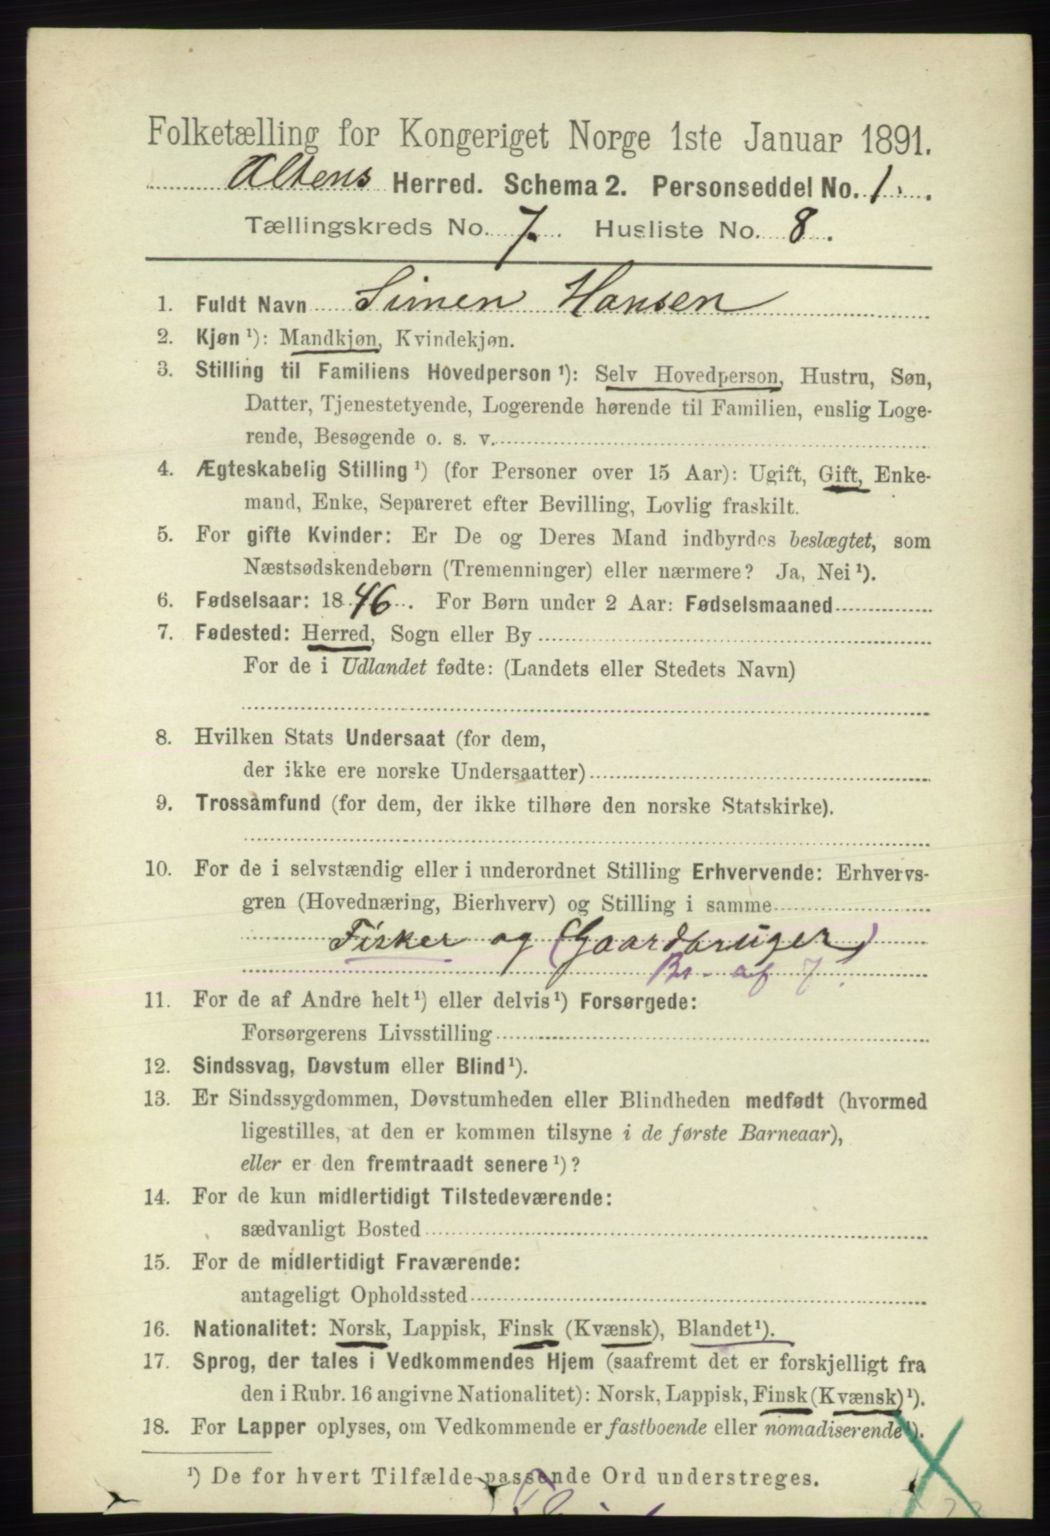 Folketælling for Kongeriget Norge 1ste Januar 1891.
Altens Herred. Schema 2. Personseddel No. 1.
Tællingskreds No. 7. Husliste No. 8.
1. Fuldt Navn Simen Hansen
2. Kjøn ¹): Mandkjøn, Kvindekjøn.
3. Stilling til Familiens Hovedperson ¹): Selv Hovedperson, Hustru, Søn,
Datter, Tjenestetyende, Logerende hørende til Familien, enslig Loge-
rende, Besøgende o. s. v.
4. Ægteskabelig Stilling ¹) (for Personer over 15 Aar): Ugift, Gift, Enke-
mand, Enke, Separeret efter Bevilling, Lovlig fraskilt.
5. For gifte Kvinder: Er De og Deres Mand indbyrdes beslægtet, som
Næstsødskendebørn (Tremenninger) eller nærmere? Ja, Nei ¹).
6. Fødselsaar: 1846. For Børn under 2 Aar: Fødselsmaaned
7. Fødested: Herred, Sogn eller By
For de i Udlandet fødte: (Landets eller Stedets Navn)
8. Hvilken Stats Undersaat (for dem,
der ikke ere norske Undersaatter)
9. Trossamfund (for dem, der ikke tilhøre den norske Statskirke).
10. For de i selvstændig eller i underordnet Stilling Erhvervende: Erhvervs-
gren (Hovednæring, Bierhverv) og Stilling i samme
Fisker og (Gaardbruger)
Br. af 7.
11. For de af Andre helt ¹) eller delvis ¹) Forsørgede:
Forsørgerens Livsstilling
12. Sindssvag, Døvstum eller Blind ¹).
13. Er Sindssygdommen, Døvstumheden eller Blindheden medfødt (hvormed
ligestilles, at den er kommen tilsyne i de første Barneaar),
eller er den fremtraadt senere ¹)?
14. For de kun midlertidigt Tilstedeværende:
sædvanligt Bosted
15. For de midlertidigt Fraværende:
antageligt Opholdssted
16. Nationalitet: Norsk, Lappisk, Finsk (Kvænsk), Blandet ¹).
17. Sprog, der tales i Vedkommendes Hjem (saafremt det er forskjelligt fra
den i Rubr. 16 angivne Nationalitet): Norsk, Lappisk, Finsk (Kvænsk) ¹).
18. For Lapper oplyses, om Vedkommende er fastboende eller nomadiserende ¹).
¹) De for hvert Tilfælde passende Ord understreges.